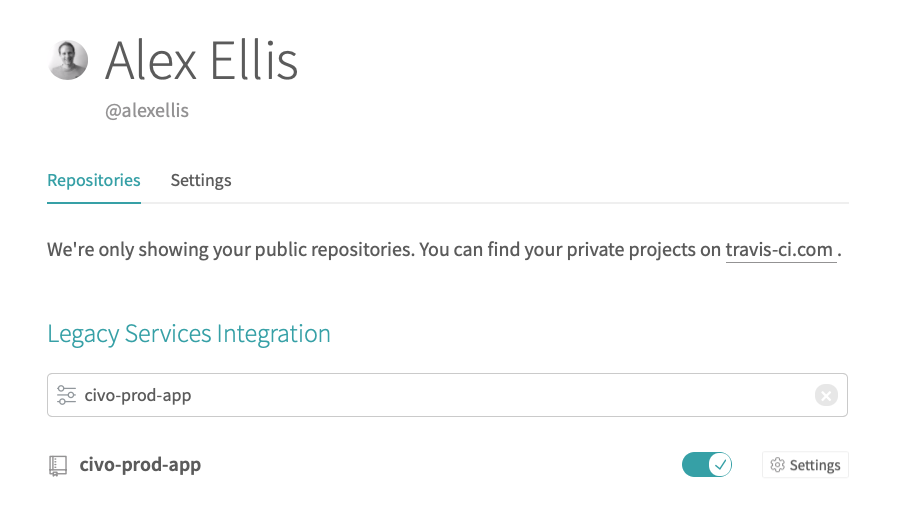 Alex Ellis
@alexellis
Repositories Settings
We're only showing your public repositories. You can find your private projects on travis-ci.com .
Legacy Services Integration
civo-prod-app
civo-prod-app Settings